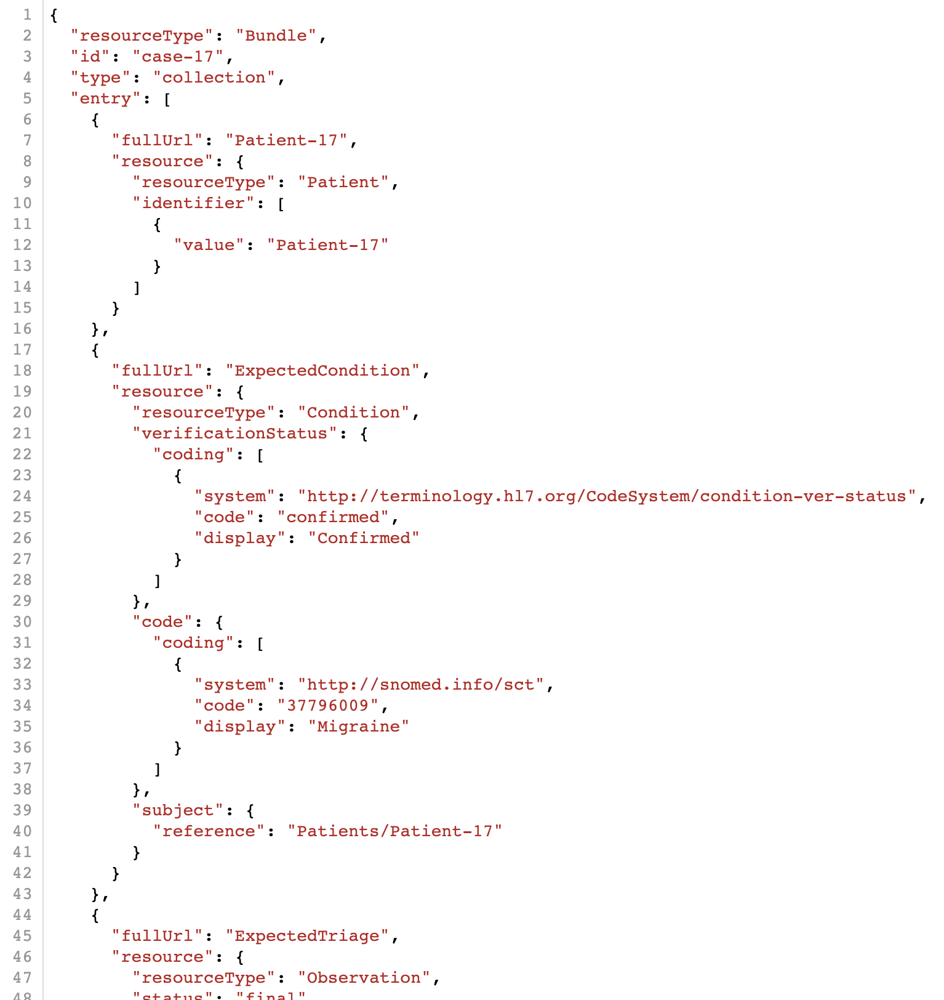 1 {
2 "resourceType": "Bundle",
3 "id": "case-17",
4 "type": "collection",
5 "entry": [
6 {
7 "fullUrl": "Patient-17",
8 "resource": {
9 "resourceType": "Patient",
10 "identifier": [
11 {
12 "value": "Patient-17"
13 }
14 ]
15 }
16 },
17 {
18 "fullUrl": "ExpectedCondition",
19 "resource": {
20 "resourceType": "Condition",
21 "verificationStatus": {
22 "coding": [
23 {
24 "system": "http://terminology.hl7.org/CodeSystem/condition-ver-status",
25 "code": "confirmed",
26 "display": "Confirmed"
27 }
28 ]
29 },
30 "code": {
31 "coding": [
32 {
33 "system": "http://snomed.info/sct",
34 "code": "37796009",
35 "display": "Migraine"
36 }
37 ]
38 },
39 "subject": {
40 "reference": "Patients/Patient-17"
41 }
42 }
43 },
44 {
45 "fullUrl": "ExpectedTriage",
46 "resource": {
47 "resourceType": "Observation",
48 "status": "final"